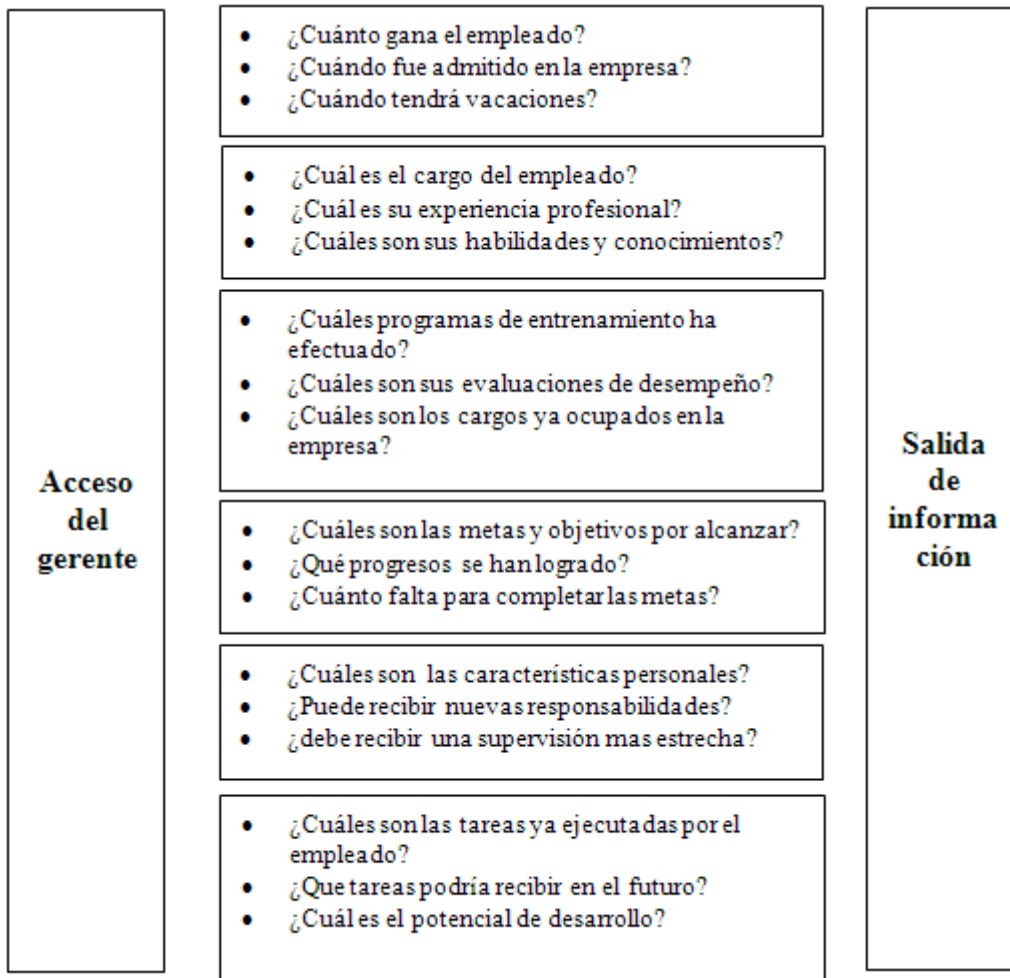 • ¿Cuánto gana el empleado?
• ¿Cuándo fue admitido en la empresa?
• ¿Cuándo tendrá vacaciones?
• ¿Cuál es el cargo del empleado?
• ¿Cuál es su experiencia profesional?
• ¿Cuáles son sus habilidades y conocimientos?
• ¿Cuáles programas de entrenamiento ha
efectuado?
• ¿Cuáles son sus evaluaciones de desempeño?
• ¿Cuáles son los cargos ya ocupados en la
empresa?
Acceso
del
gerente
• ¿Cuáles son las metas y objetivos por alcanzar?
• ¿Qué progresos se han logrado?
• ¿Cuánto falta para completar las metas?
• ¿Cuáles son las características personales?
• ¿Puede recibir nuevas responsabilidades?
• ¿debe recibir una supervisión mas estrecha?
• ¿Cuáles son las tareas ya ejecutadas por el
empleado?
• ¿Que tareas podría recibir en el futuro?
• ¿Cuál es el potencial de desarrollo?
Salida
de
informa
ción